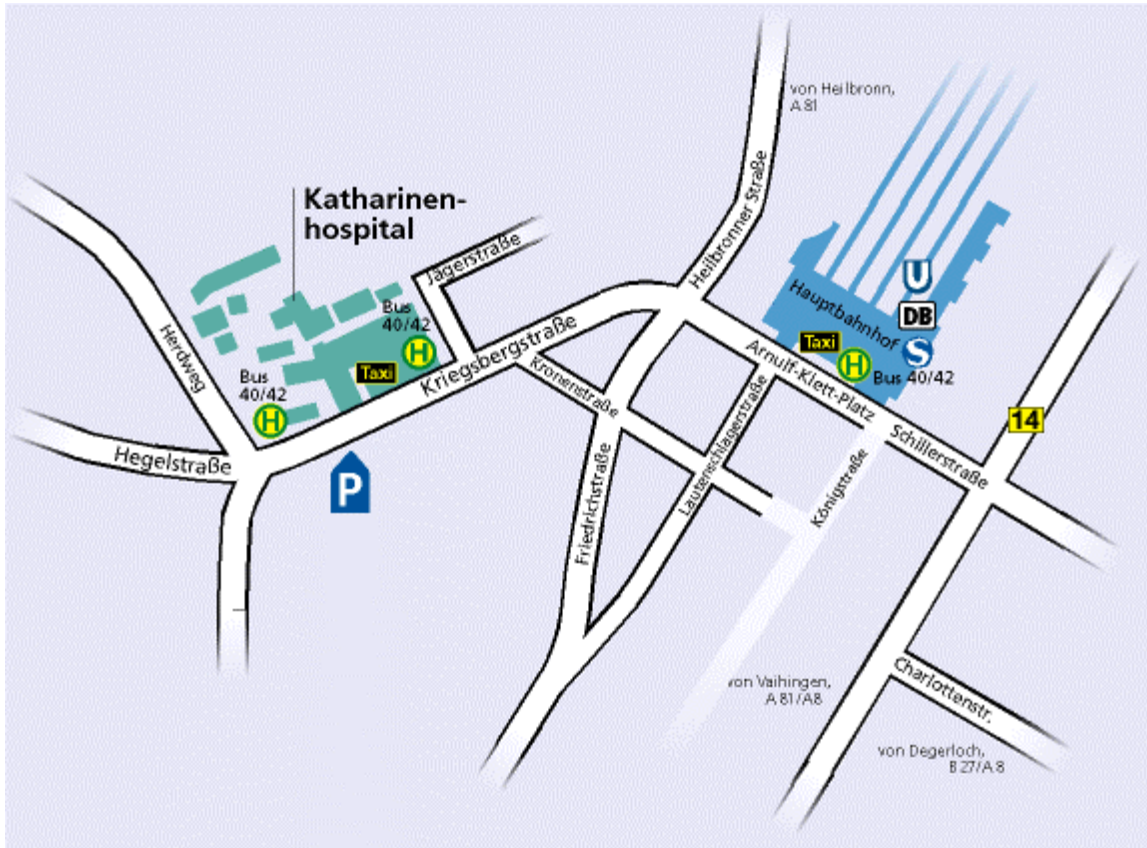 von Heilbronn,
A 81
Katharinen-
hospital
Heilbronner Straße
Jägerstraße
U
Bus
40/42
Hauptbahnhof
DB
H
Kriegsbergstraße
Taxi
S
Herdweg
Taxi
Arnulf-Klett-Platz
H
Bus 40/42
Bus
40/42
Kronenstraße
H
14
Hegelstraße
Lautenschlagerstraße
Schillerstraße
P
Königstraße
Friedrichstraße
von Vaihingen,
A 81/A8
Charlottenstr.
von Degerloch,
B 27/A 8